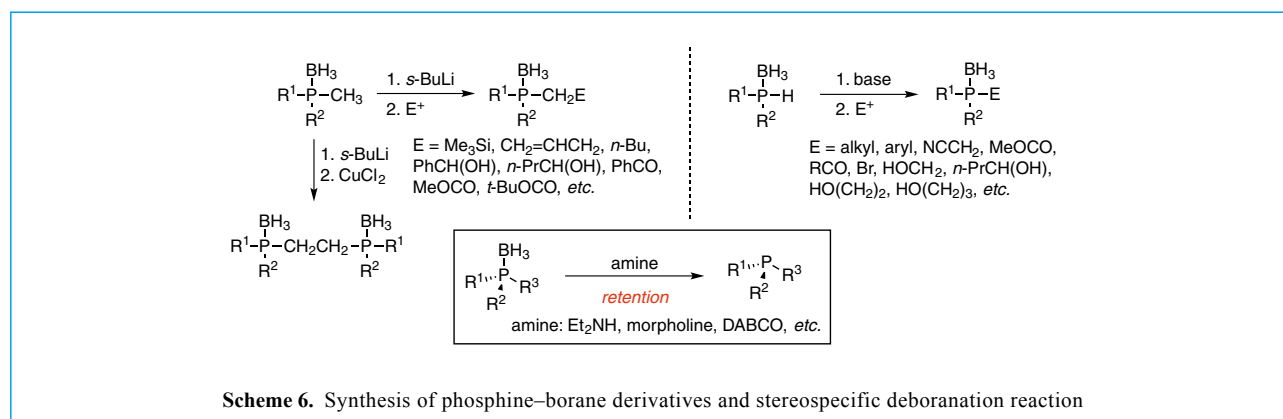 BH₃
R¹–P–CH₃
R²
1. s-BuLi
2. E⁺
BH₃
R¹–P–CH₂E
R²
E = Me₃Si, CH₂=CHCH₂, n-Bu,
PhCH(OH), n-PrCH(OH), PhCO,
MeOCO, t-BuOCO, etc.
1. s-BuLi
2. CuCl₂
BH₃ BH₃
R¹–P–CH₂CH₂–P–R¹
R² R²
BH₃
R¹–P–H
R²
1. base
2. E⁺
BH₃
R¹–P–E
R²
E = alkyl, aryl, NCCH₂, MeOCO,
RCO, Br, HOCH₂, n-PrCH(OH),
HO(CH₂)₂, HO(CH₂)₃, etc.
BH₃
R¹ P R³
R²
amine
retention
R¹ P R³
R²
amine: Et₂NH, morpholine, DABCO, etc.
Scheme 6. Synthesis of phosphine–borane derivatives and stereospecific deboranation reaction